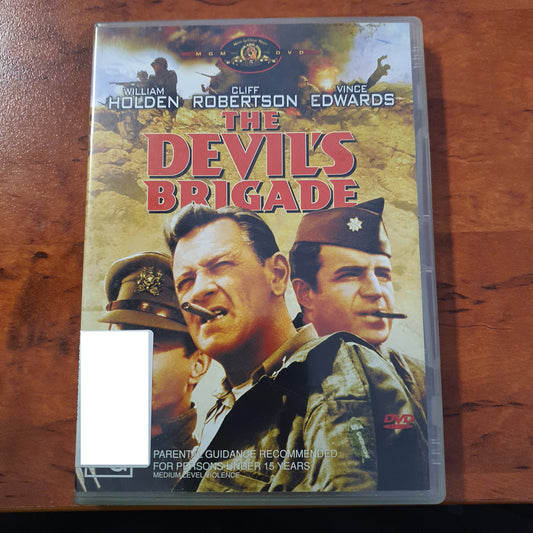 MGM DVD
WILLIAM HOLDEN
CLIFF ROBERTSON
VINCE EDWARDS
THE
DEVIL'S
BRIGADE
DVD
PARENTAL GUIDANCE RECOMMENDED
FOR PERSONS UNDER 15 YEARS
MEDIUM LEVEL VIOLENCE